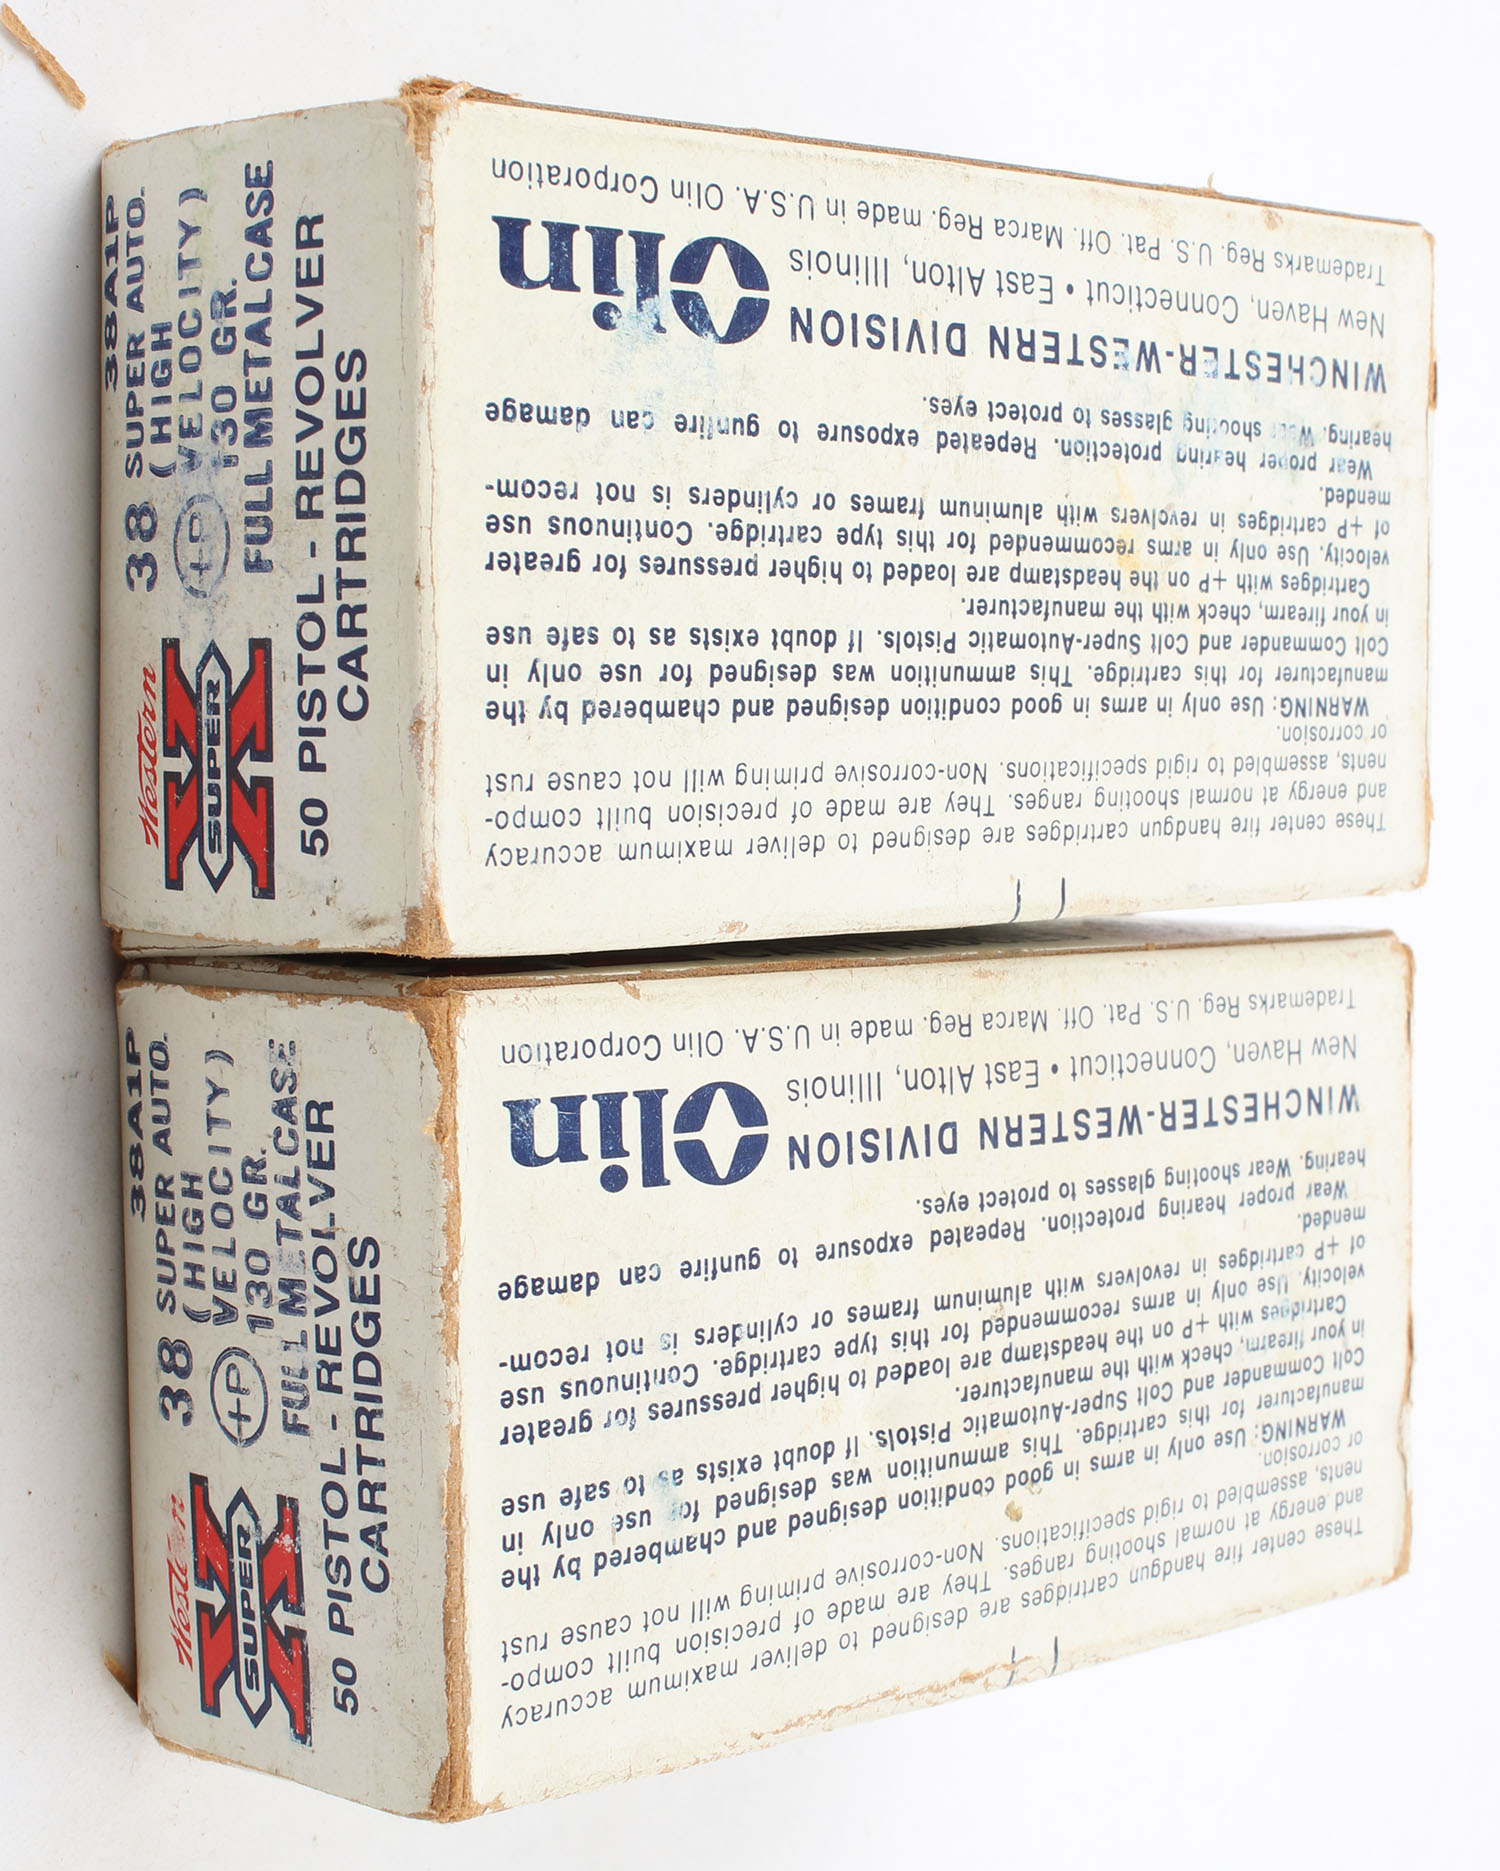 38A1P
38 SUPER AUTO.
(HIGH
VELOCITY)
+P 130 GR.
FULL METAL CASE
Western
SUPER X
50 PISTOL - REVOLVER
CARTRIDGES
These center fire handgun cartridges are designed to deliver maximum accuracy
and energy at normal shooting ranges. They are made of precision built compo-
nents, assembled to rigid specifications. Non-corrosive priming will not cause rust
or corrosion.
WARNING: Use only in arms in good condition designed and chambered by the
manufacturer for this cartridge. This ammunition was designed for use only in
Colt Commander and Colt Super-Automatic Pistols. If doubt exists as to safe use
in your firearm, check with the manufacturer.
Cartridges with +P on the headstamp are loaded to higher pressures for greater
velocity. Use only in arms recommended for this type cartridge. Continuous use
of +P cartridges in revolvers with aluminum frames or cylinders is not recom-
mended.
Wear proper hearing protection. Repeated exposure to gunfire can damage
hearing. Wear shooting glasses to protect eyes.
WINCHESTER-WESTERN DIVISION Olin
New Haven, Connecticut • East Alton, Illinois
Trademarks Reg. U.S. Pat. Off. Marca Reg. made in U.S.A. Olin Corporation
38A1P
38 SUPER AUTO.
(HIGH
VELOCITY)
+P 130 GR.
FULL METAL CASE
Western
SUPER X
50 PISTOL - REVOLVER
CARTRIDGES
These center fire handgun cartridges are designed to deliver maximum accuracy
and energy at normal shooting ranges. They are made of precision built compo-
nents, assembled to rigid specifications. Non-corrosive priming will not cause rust
or corrosion.
WARNING: Use only in arms in good condition designed and chambered by the
manufacturer for this cartridge. This ammunition was designed for use only in
Colt Commander and Colt Super-Automatic Pistols. If doubt exists as to safe use
in your firearm, check with the manufacturer.
Cartridges with +P on the headstamp are loaded to higher pressures for greater
velocity. Use only in arms recommended for this type cartridge. Continuous use
of +P cartridges in revolvers with aluminum frames or cylinders is not recom-
mended.
Wear proper hearing protection. Repeated exposure to gunfire can damage
hearing. Wear shooting glasses to protect eyes.
WINCHESTER-WESTERN DIVISION Olin
New Haven, Connecticut • East Alton, Illinois
Trademarks Reg. U.S. Pat. Off. Marca Reg. made in U.S.A. Olin Corporation